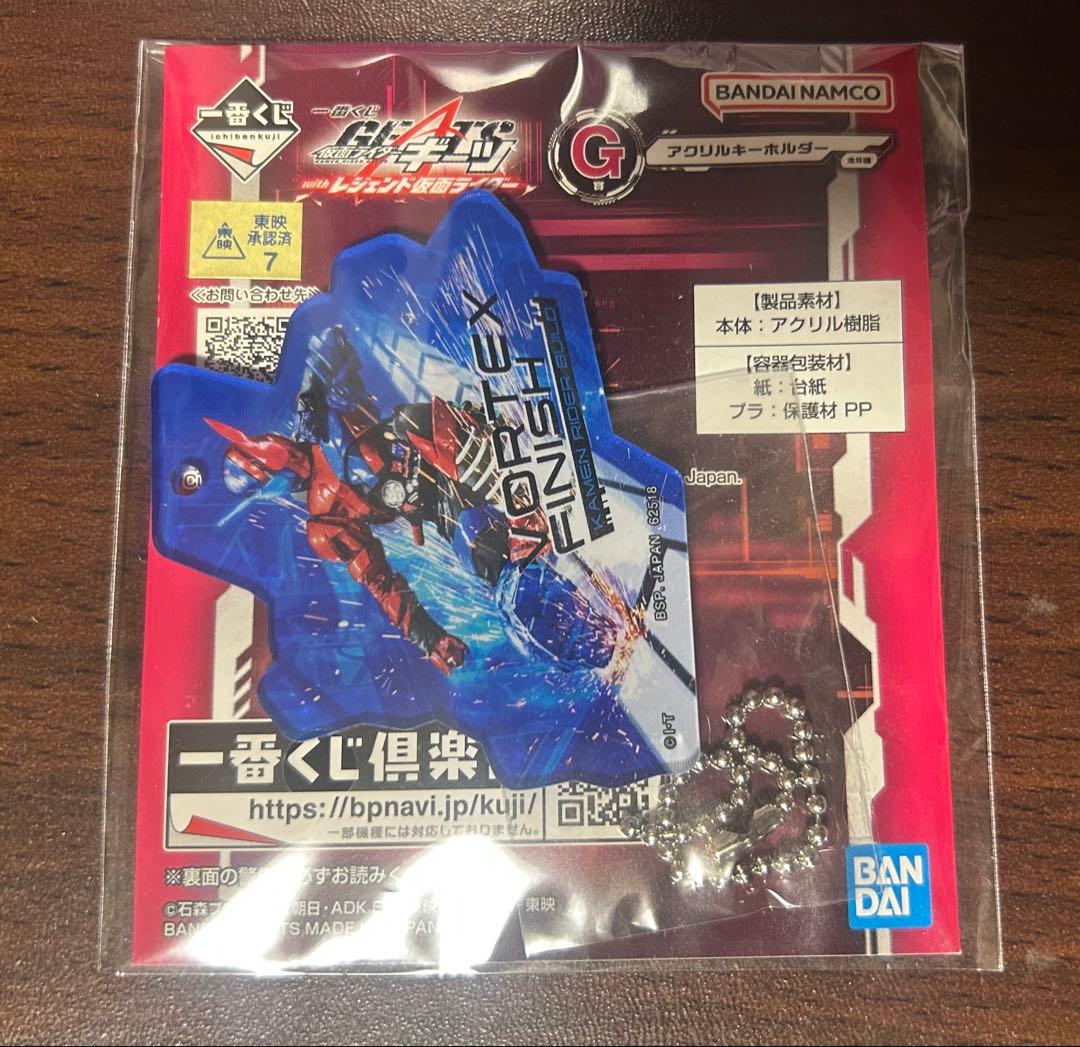 一番くじ
ichibankuji
一番くじ
GEATS
仮面ライダーギーツ
with レジェンド仮面ライダー
G
賞
アクリルキーホルダー
全8種
BANDAI NAMCO
東映
東映
承認済
7
≪お問い合わせ先≫
【製品素材】
本体：アクリル樹脂
【容器包装材】
紙：台紙
プラ：保護材 PP
VORTEX
FINISH
KAMEN RIDER BUILD
Japan.
BSP. JAPAN 62518
©I・T
一番くじ倶楽
https://bpnavi.jp/kuji/
一部機種には対応しておりません。
※裏面の 必ずお読みく
©石森プ 朝日・ADK E 東映
BAN TS MADE JAPAN
BAN
DAI